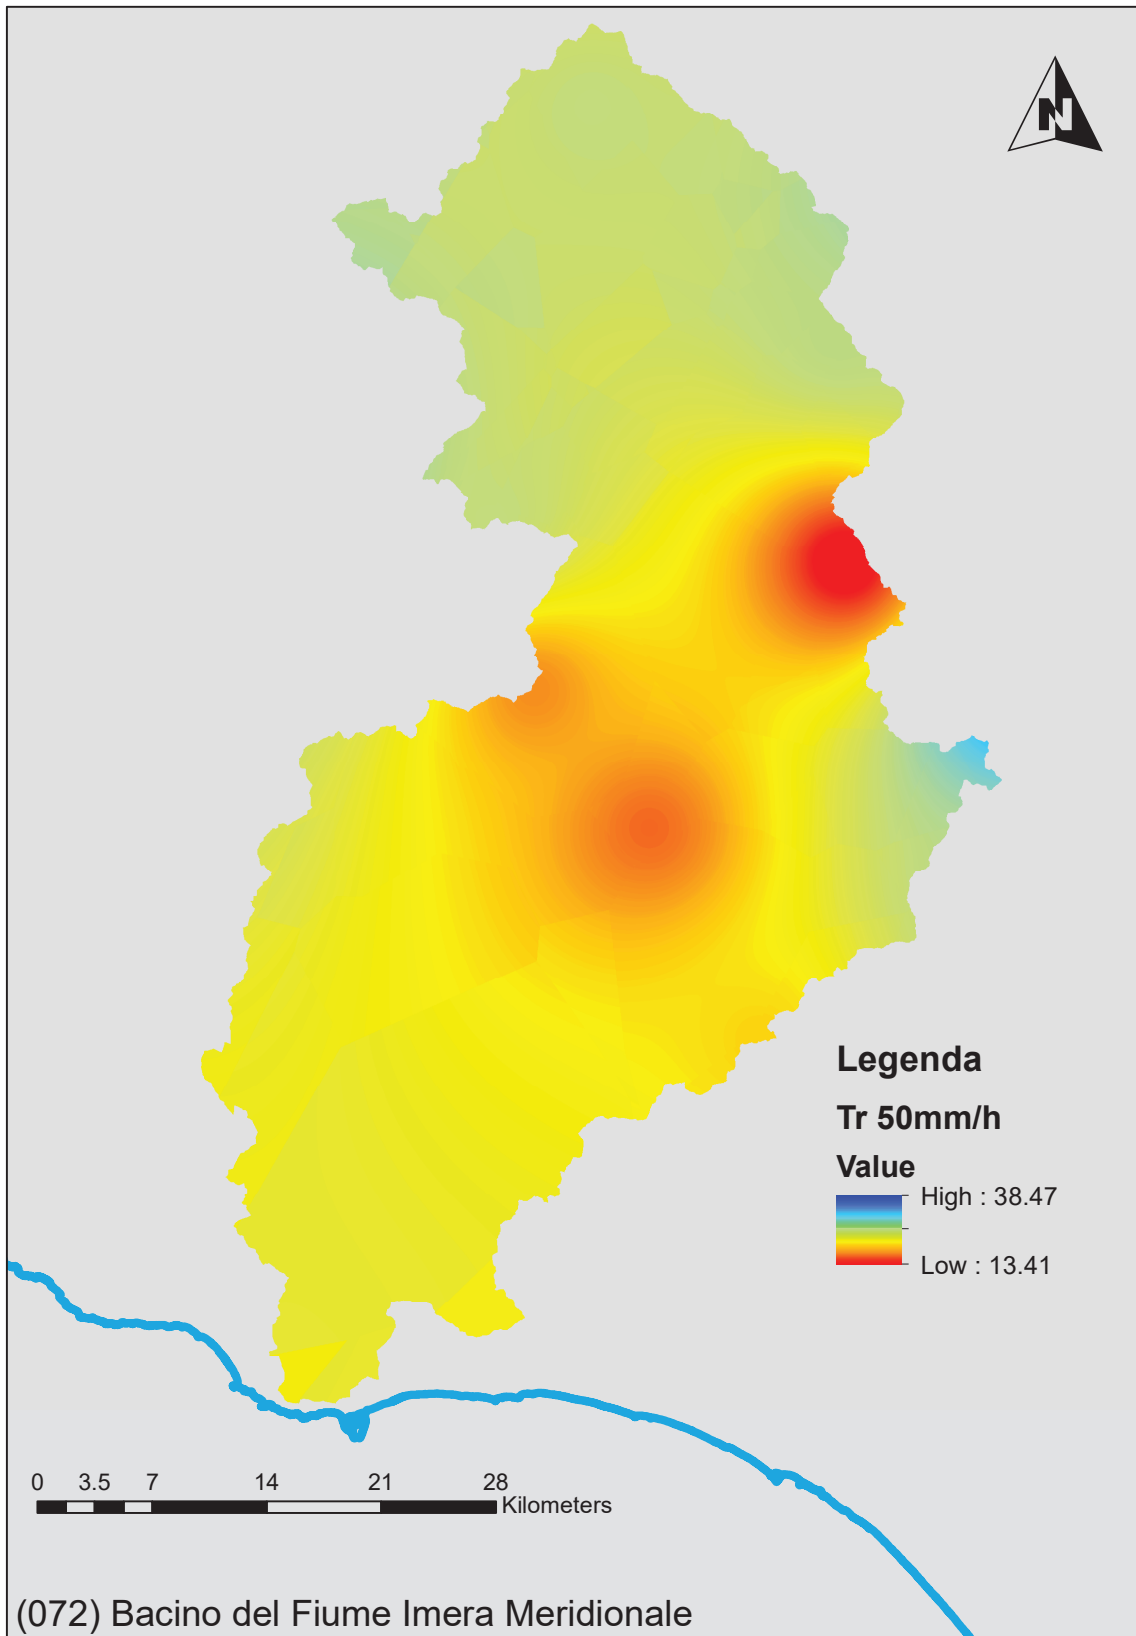 N
Legenda
Tr 50mm/h
Value
High : 38.47
Low : 13.41
0 3.5 7 14 21 28
Kilometers
(072) Bacino del Fiume Imera Meridionale